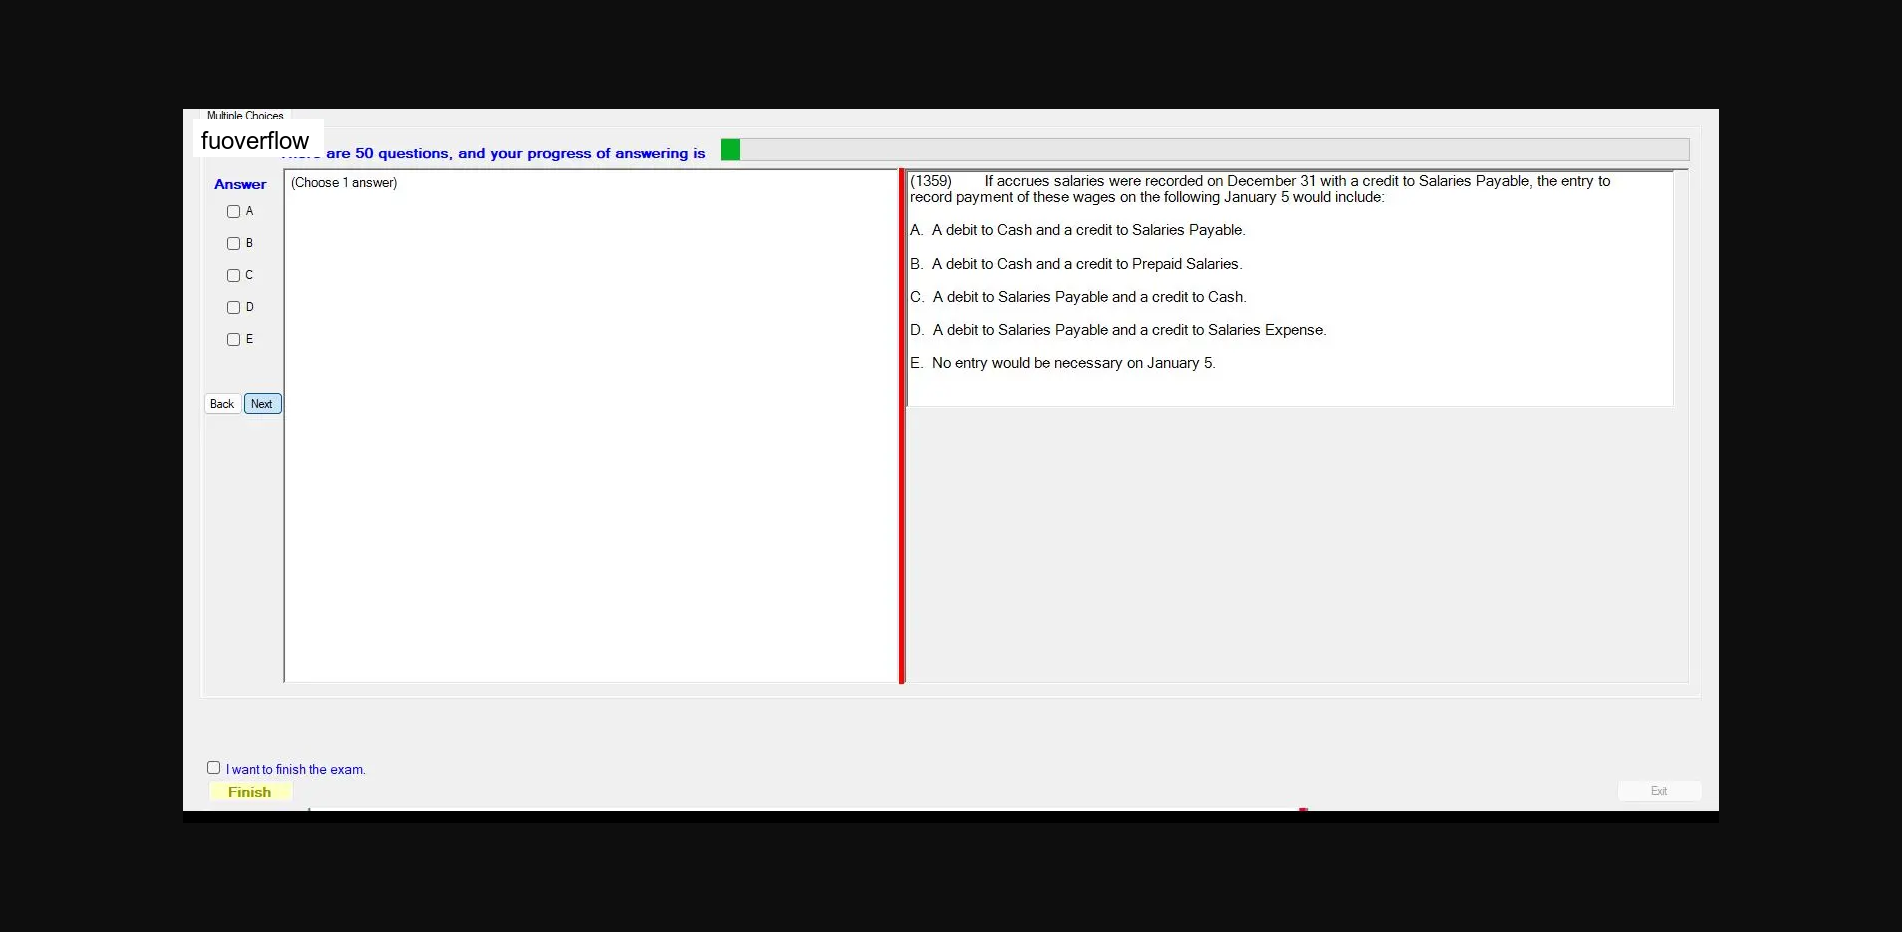 Multiple Choices
fuoverflow
are 50 questions, and your progress of answering is
Answer
(Choose 1 answer)
A
B
C
D
E
Back Next
(1359) If accrues salaries were recorded on December 31 with a credit to Salaries Payable, the entry to
record payment of these wages on the following January 5 would include:
A. A debit to Cash and a credit to Salaries Payable.
B. A debit to Cash and a credit to Prepaid Salaries.
C. A debit to Salaries Payable and a credit to Cash.
D. A debit to Salaries Payable and a credit to Salaries Expense.
E. No entry would be necessary on January 5.
I want to finish the exam.
Finish
Exit